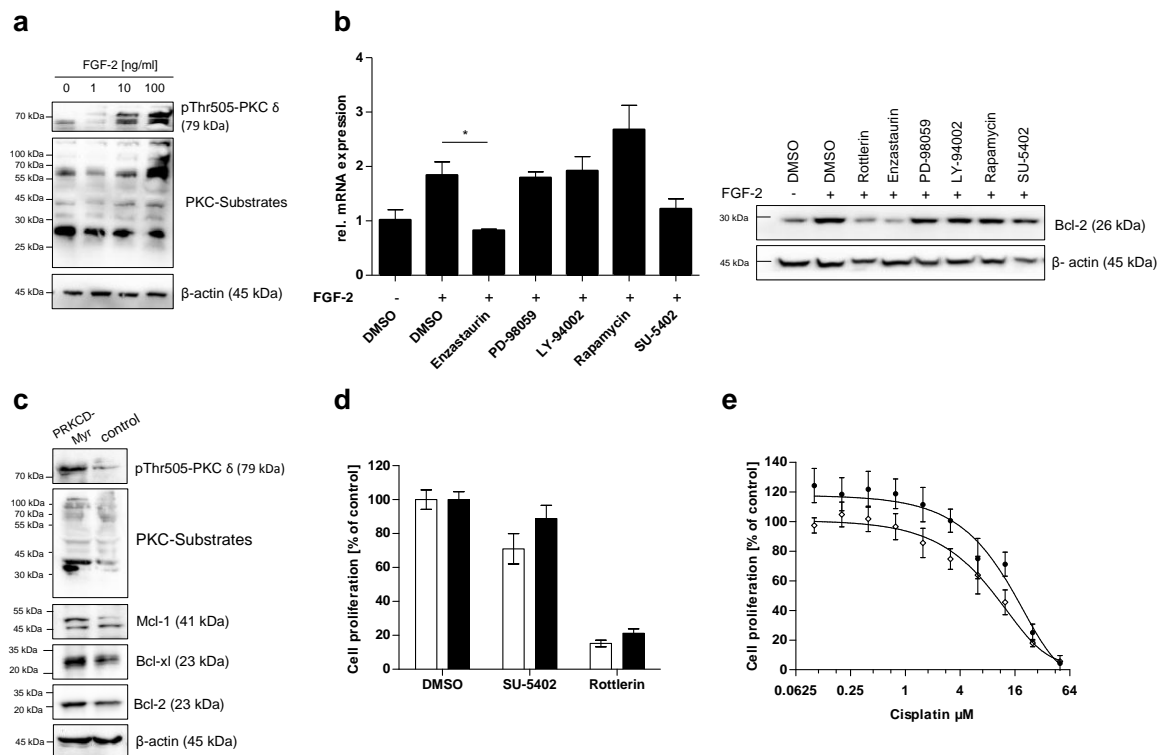 a
FGF-2 [ng/ml]
0 1 10 100
70 kDa
pThr505-PKC δ
(79 kDa)
100 kDa
70 kDa
55 kDa
45 kDa
30 kDa
25 kDa
PKC-Substrates
45 kDa
β-actin (45 kDa)
b
rel. mRNA expression
4
3
2
1
0
*
FGF-2 - + + + + + +
DMSO
DMSO
Enzastaurin
PD-98059
LY-94002
Rapamycin
SU-5402
DMSO
DMSO
Rottlerin
Enzastaurin
PD-98059
LY-94002
Rapamycin
SU-5402
FGF-2 - + + + + + + +
30 kDa
Bcl-2 (26 kDa)
45 kDa
β- actin (45 kDa)
c
PRKCD-
Myr
control
70 kDa
pThr505-PKC δ (79 kDa)
100 kDa
70 kDa
55 kDa
45 kDa
30 kDa
PKC-Substrates
55 kDa
45 kDa
Mcl-1 (41 kDa)
35 kDa
20 kDa
Bcl-xl (23 kDa)
35 kDa
20 kDa
Bcl-2 (23 kDa)
45 kDa
β-actin (45 kDa)
d
Cell proliferation [% of control]
120
100
80
60
40
20
0
DMSO SU-5402 Rottlerin
e
Cell proliferation [% of control]
140
120
100
80
60
40
20
0
0.0625 0.25 1 4 16 64
Cisplatin µM